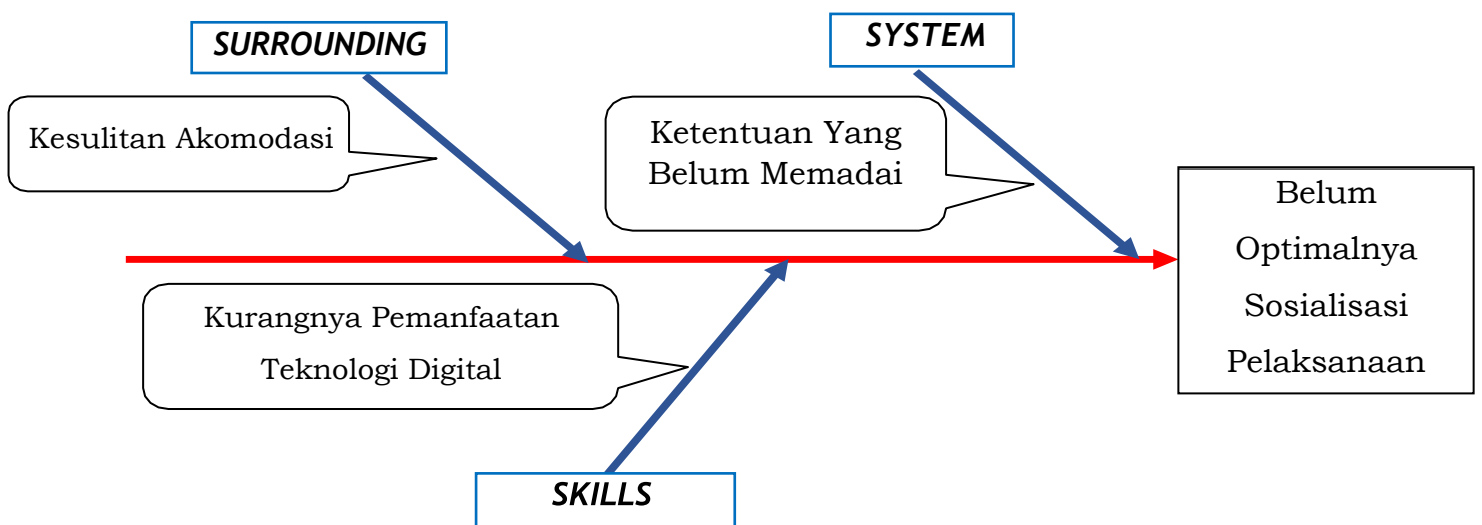 SURROUNDING
SYSTEM
Kesulitan Akomodasi
Ketentuan Yang
Belum Memadai
Belum
Optimalnya
Sosialisasi
Pelaksanaan
Kurangnya Pemanfaatan
Teknologi Digital
SKILLS